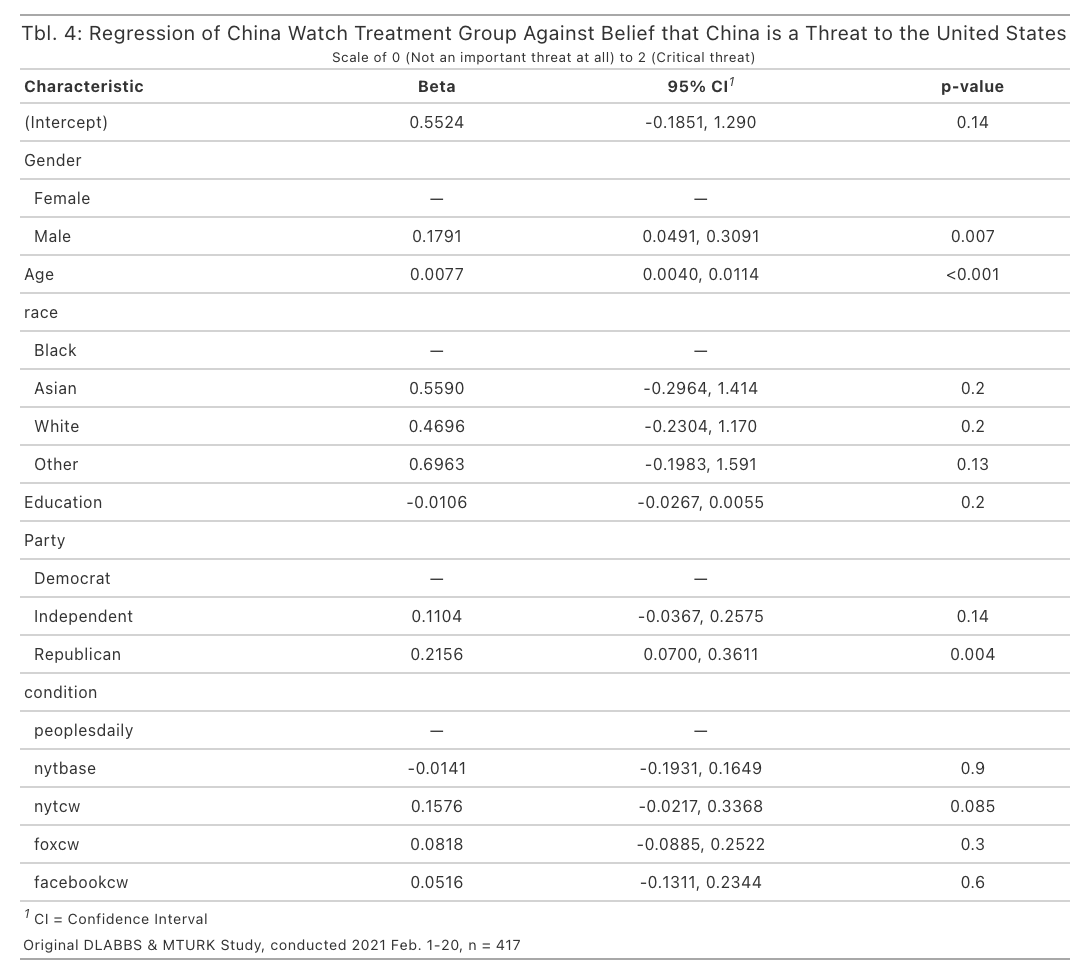 Tbl. 4: Regression of China Watch Treatment Group Against Belief that China is a Threat to the United States
Scale of 0 (Not an important threat at all) to 2 (Critical threat)
Characteristic Beta 95% CI1 p-value
(Intercept) 0.5524 -0.1851, 1.290 0.14
Gender
Female — —
Male 0.1791 0.0491, 0.3091 0.007
Age 0.0077 0.0040, 0.0114 <0.001
race
Black — —
Asian 0.5590 -0.2964, 1.414 0.2
White 0.4696 -0.2304, 1.170 0.2
Other 0.6963 -0.1983, 1.591 0.13
Education -0.0106 -0.0267, 0.0055 0.2
Party
Democrat — —
Independent 0.1104 -0.0367, 0.2575 0.14
Republican 0.2156 0.0700, 0.3611 0.004
condition
peoplesdaily — —
nytbase -0.0141 -0.1931, 0.1649 0.9
nytcw 0.1576 -0.0217, 0.3368 0.085
foxcw 0.0818 -0.0885, 0.2522 0.3
facebookcw 0.0516 -0.1311, 0.2344 0.6
1 CI = Confidence Interval
Original DLABBS & MTURK Study, conducted 2021 Feb. 1-20, n = 417